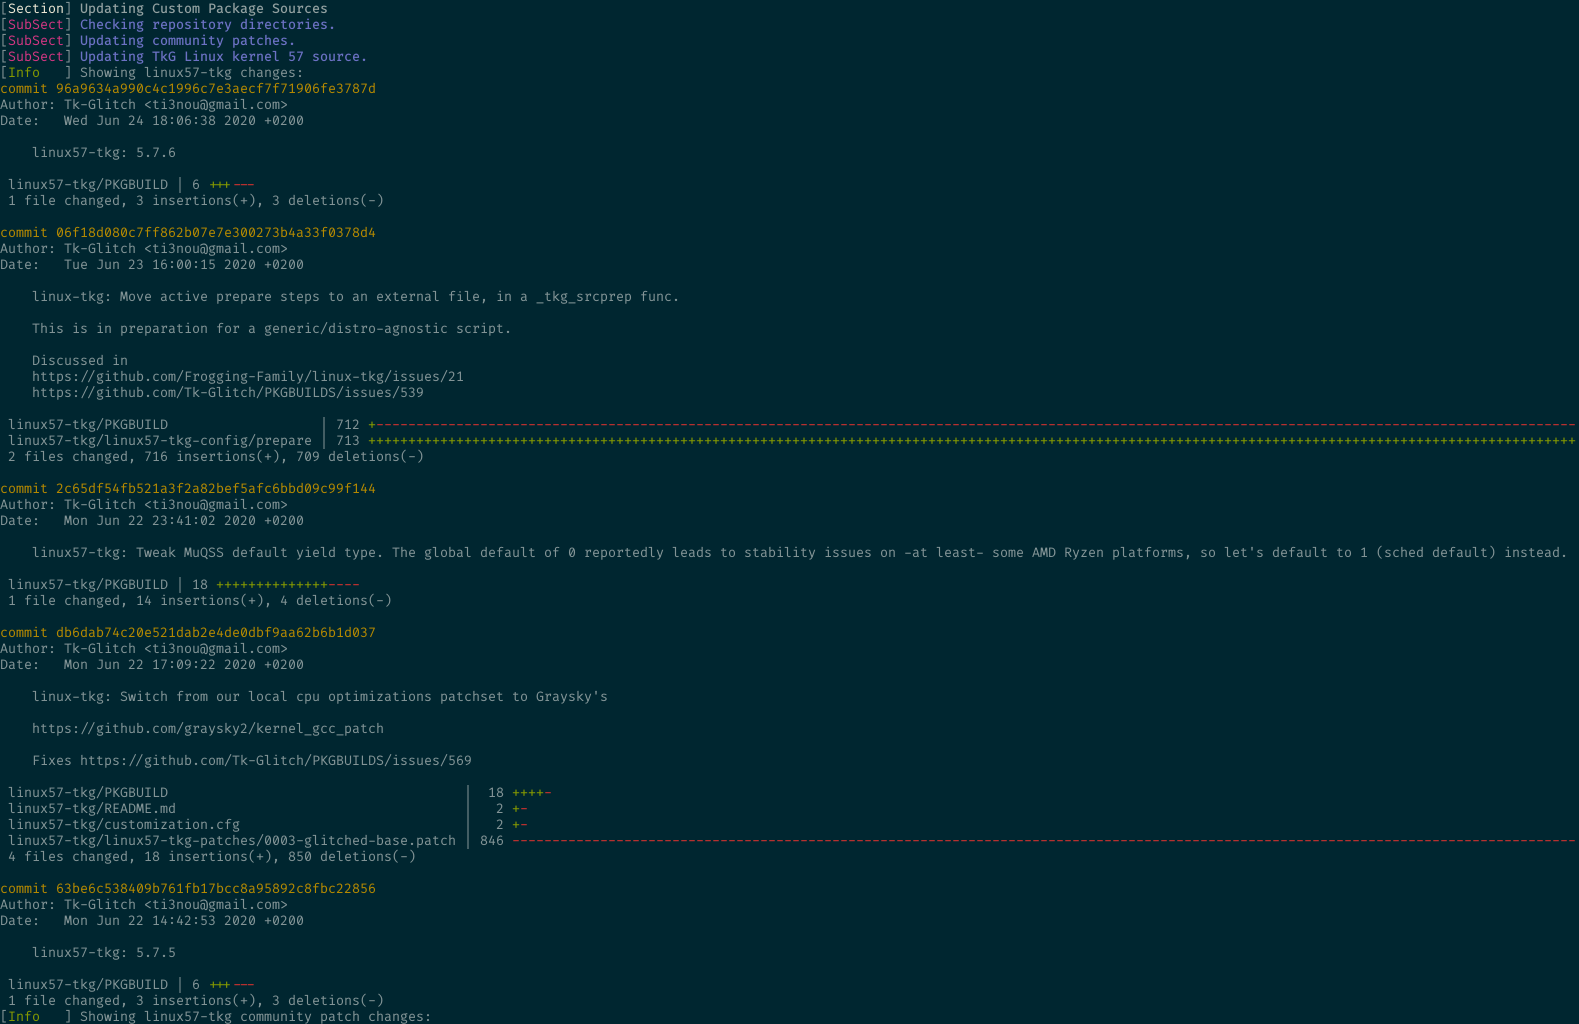 [Section] Updating Custom Package Sources
[SubSect] Checking repository directories.
[SubSect] Updating community patches.
[SubSect] Updating TkG Linux kernel 57 source.
[Info   ] Showing linux57-tkg changes:
commit 96a9634a990c4c1996c7e3aecf7f71906fe3787d
Author: Tk-Glitch <ti3nou@gmail.com>
Date:   Wed Jun 24 18:06:38 2020 +0200

    linux57-tkg: 5.7.6

 linux57-tkg/PKGBUILD | 6 +++---
 1 file changed, 3 insertions(+), 3 deletions(-)

commit 06f18d080c7ff862b07e7e300273b4a33f0378d4
Author: Tk-Glitch <ti3nou@gmail.com>
Date:   Tue Jun 23 16:00:15 2020 +0200

    linux-tkg: Move active prepare steps to an external file, in a _tkg_srcprep func.

    This is in preparation for a generic/distro-agnostic script.

    Discussed in
    https://github.com/Frogging-Family/linux-tkg/issues/21
    https://github.com/Tk-Glitch/PKGBUILDS/issues/539

 linux57-tkg/PKGBUILD                   | 712 +------------------------------------------------------------------------------------------------------------------------------------------------------
 linux57-tkg/linux57-tkg-config/prepare | 713 +++++++++++++++++++++++++++++++++++++++++++++++++++++++++++++++++++++++++++++++++++++++++++++++++++++++++++++++++++++++++++++++++++++++++++++++++++++++
 2 files changed, 716 insertions(+), 709 deletions(-)

commit 2c65df54fb521a3f2a82bef5afc6bbd09c99f144
Author: Tk-Glitch <ti3nou@gmail.com>
Date:   Mon Jun 22 23:41:02 2020 +0200

    linux57-tkg: Tweak MuQSS default yield type. The global default of 0 reportedly leads to stability issues on -at least- some AMD Ryzen platforms, so let's default to 1 (sched default) instead.

 linux57-tkg/PKGBUILD | 18 ++++++++++++++----
 1 file changed, 14 insertions(+), 4 deletions(-)

commit db6dab74c20e521dab2e4de0dbf9aa62b6b1d037
Author: Tk-Glitch <ti3nou@gmail.com>
Date:   Mon Jun 22 17:09:22 2020 +0200

    linux-tkg: Switch from our local cpu optimizations patchset to Graysky's

    https://github.com/graysky2/kernel_gcc_patch

    Fixes https://github.com/Tk-Glitch/PKGBUILDS/issues/569

 linux57-tkg/PKGBUILD                                     |  18 ++++-
 linux57-tkg/README.md                                    |   2 +-
 linux57-tkg/customization.cfg                            |   2 +-
 linux57-tkg/linux57-tkg-patches/0003-glitched-base.patch | 846 -------------------------------------------------------------------------------------------------------------------------------------
 4 files changed, 18 insertions(+), 850 deletions(-)

commit 63be6c538409b761fb17bcc8a95892c8fbc22856
Author: Tk-Glitch <ti3nou@gmail.com>
Date:   Mon Jun 22 14:42:53 2020 +0200

    linux57-tkg: 5.7.5

 linux57-tkg/PKGBUILD | 6 +++---
 1 file changed, 3 insertions(+), 3 deletions(-)
[Info   ] Showing linux57-tkg community patch changes: